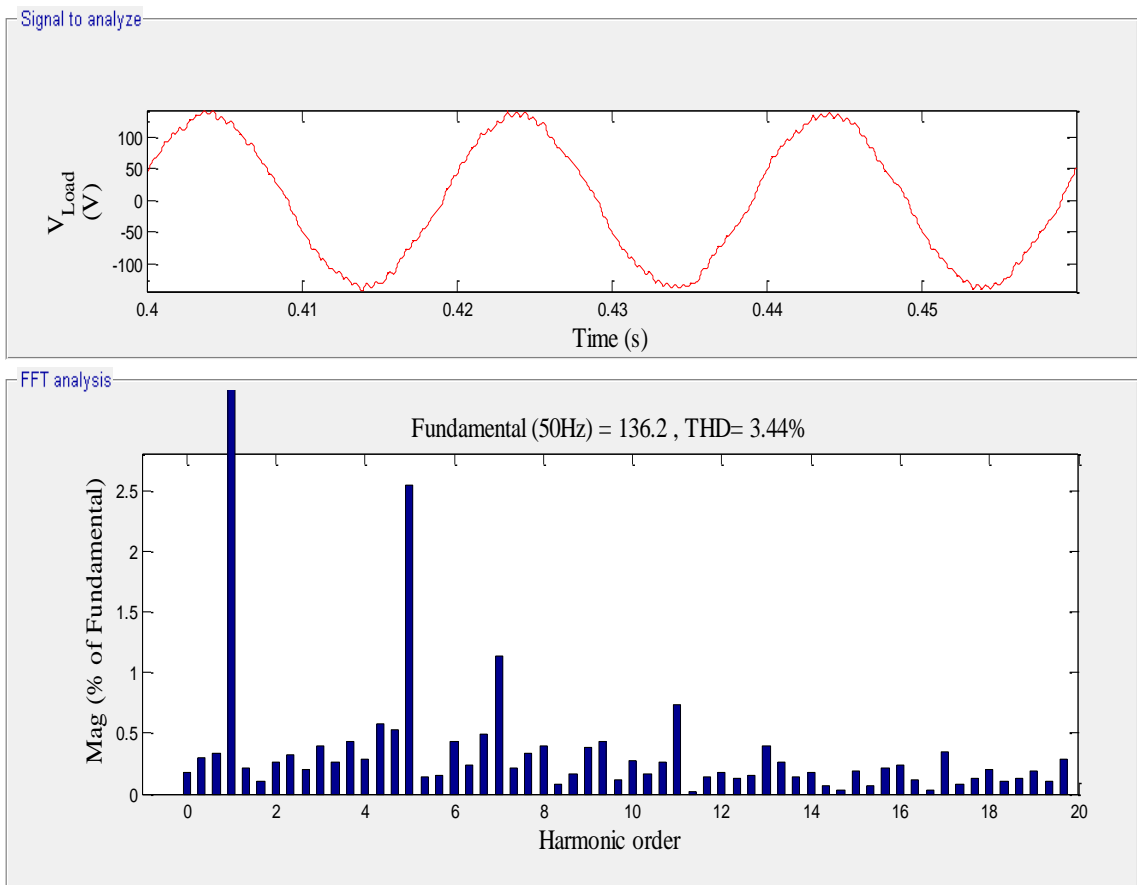 Signal to analyze
100
50
0
-50
-100
V_Load
(V)
0.4 0.41 0.42 0.43 0.44 0.45
Time (s)
FFT analysis
Fundamental (50Hz) = 136.2 , THD= 3.44%
2.5
2
1.5
1
0.5
0
Mag (% of Fundamental)
0 2 4 6 8 10 12 14 16 18 20
Harmonic order